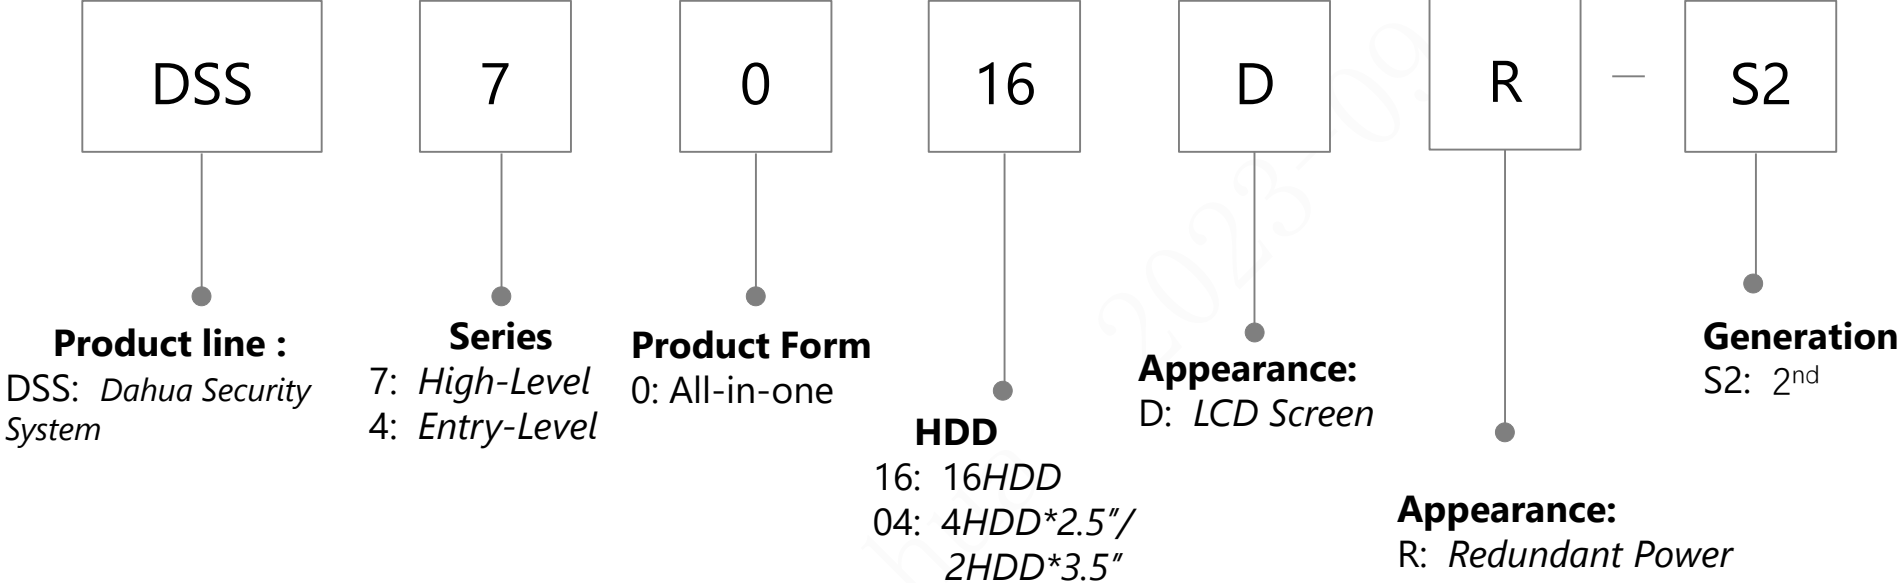 DSS 7 0 16 D R — S2
Product line :
DSS: Dahua Security
System
Series
7: High-Level
4: Entry-Level
Product Form
0: All-in-one
HDD
16: 16HDD
04: 4HDD*2.5"/
2HDD*3.5"
Appearance:
D: LCD Screen
Appearance:
R: Redundant Power
Generation
S2: 2nd
2023-09